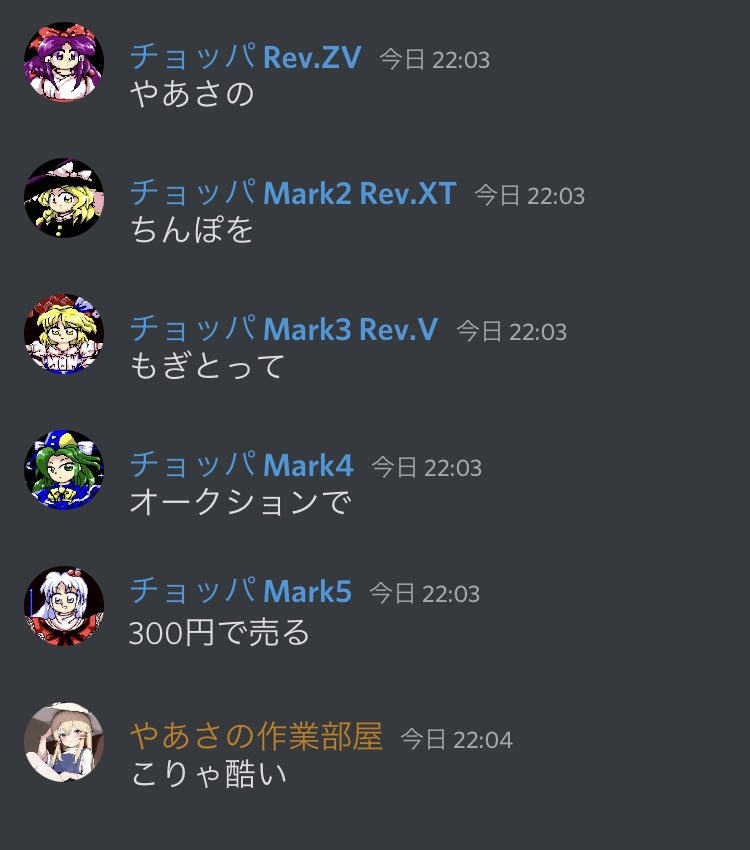 チョッパ Rev.ZV 今日 22:03
やあさの
チョッパ Mark2 Rev.XT 今日 22:03
ちんぽを
チョッパ Mark3 Rev.V 今日 22:03
もぎとって
チョッパ Mark4 今日 22:03
オークションで
チョッパ Mark5 今日 22:03
300円で売る
やあさの作業部屋 今日 22:04
こりゃ酷い